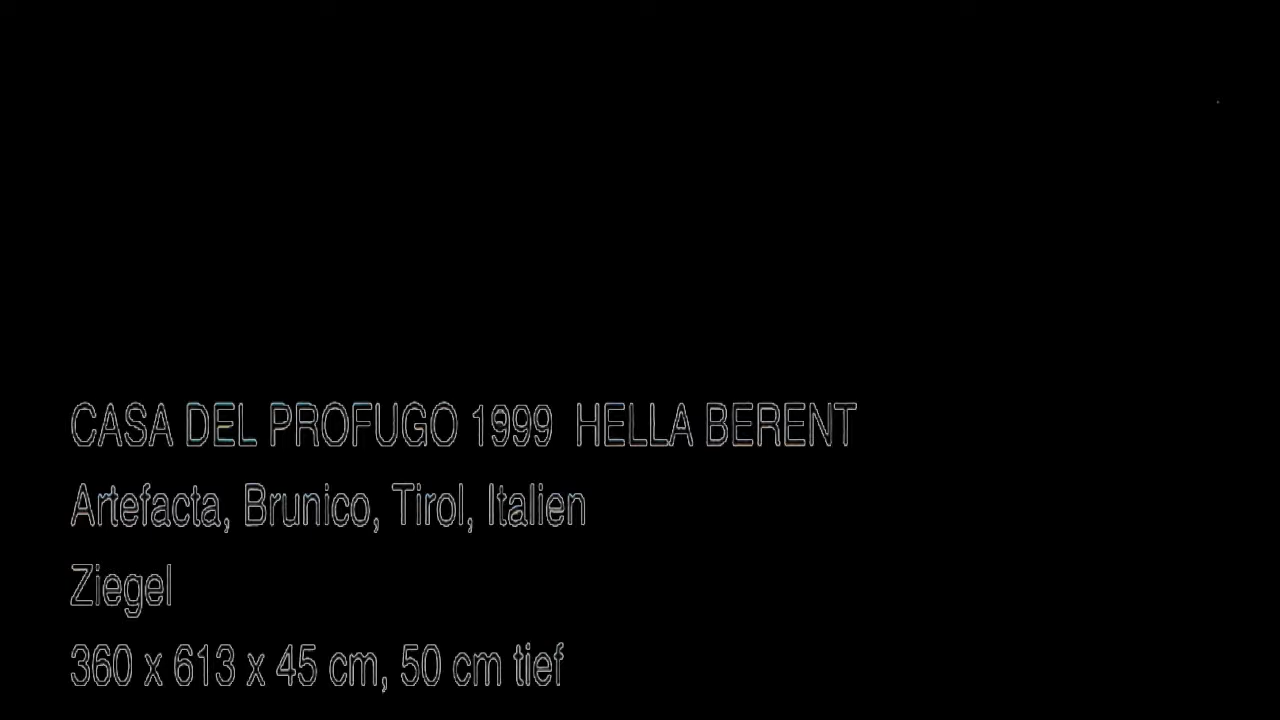 CASA DEL PROFUGO 1999  HELLA BERENT
Artefacta, Brunico, Tirol, Italien
Ziegel
360 x 613 x 45 cm, 50 cm tief